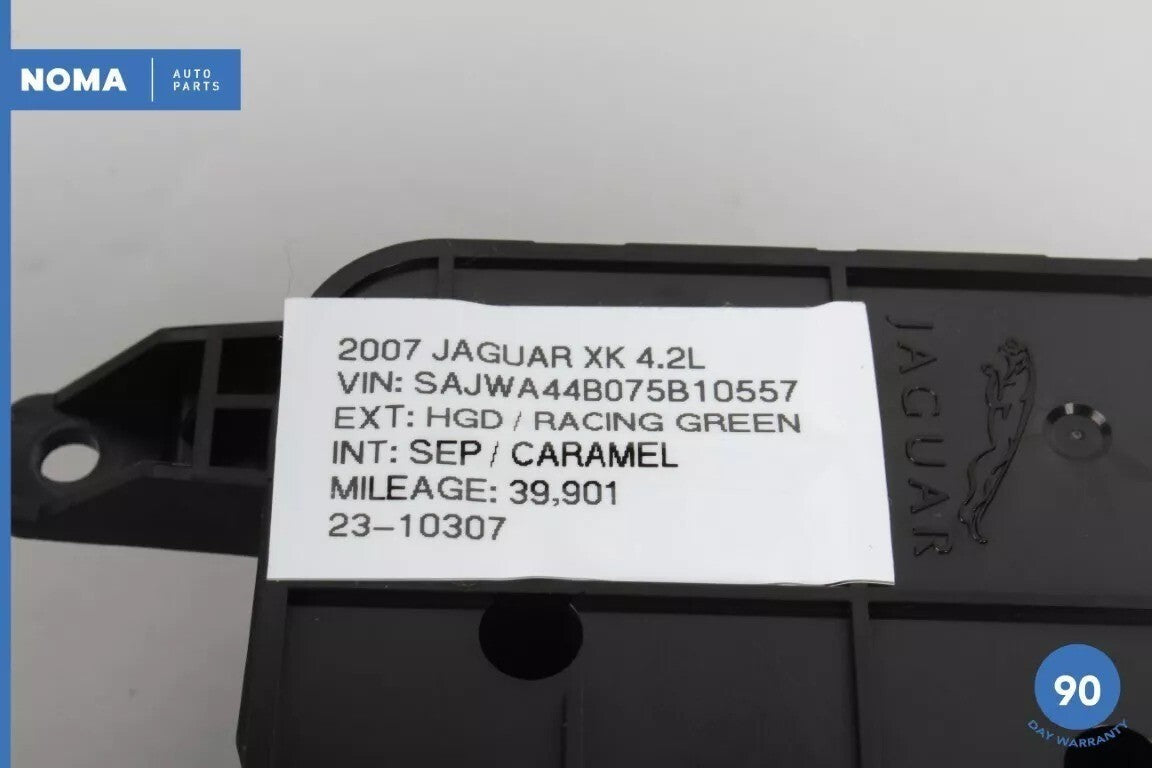 NOMA
AUTO
PARTS
2007 JAGUAR XK 4.2L
VIN: SAJWA44B075B10557
EXT: HGD / RACING GREEN
INT: SEP / CARAMEL
MILEAGE: 39,901
23-10307
JAGUAR
90
DAY WARRANTY